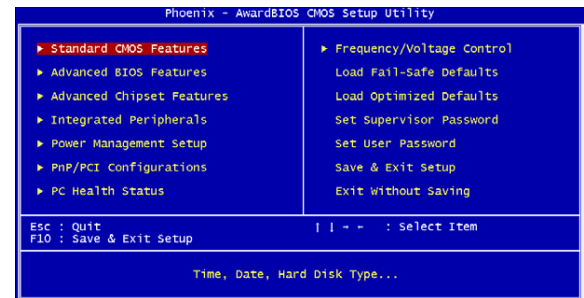 Phoenix - AwardBIOS CMOS Setup Utility
▶ Standard CMOS Features
▶ Advanced BIOS Features
▶ Advanced Chipset Features
▶ Integrated Peripherals
▶ Power Management Setup
▶ PnP/PCI Configurations
▶ PC Health Status
▶ Frequency/Voltage Control
Load Fail-Safe Defaults
Load Optimized Defaults
Set Supervisor Password
Set User Password
Save & Exit Setup
Exit Without Saving
Esc : Quit
F10 : Save & Exit Setup
↑ ↓ → ← : Select Item
Time, Date, Hard Disk Type...